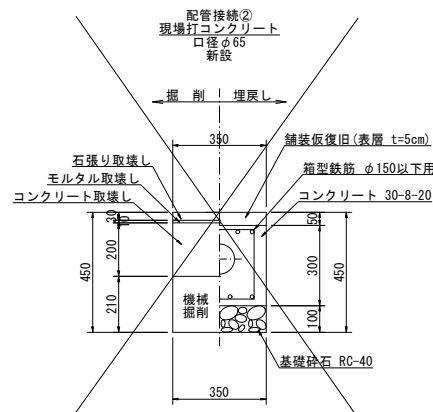 配管接続②
現場打コンクリート
口径φ65
新設
掘 削 埋戻し
350
舗装仮復旧(表層 t=5cm)
石張り取壊し
箱型鉄筋 φ150以下用
モルタル取壊し
コンクリート 30-8-20
コンクリート取壊し
30
10
50
200
300
450
450
210
機械
掘削
100
基礎砕石 RC-40
350